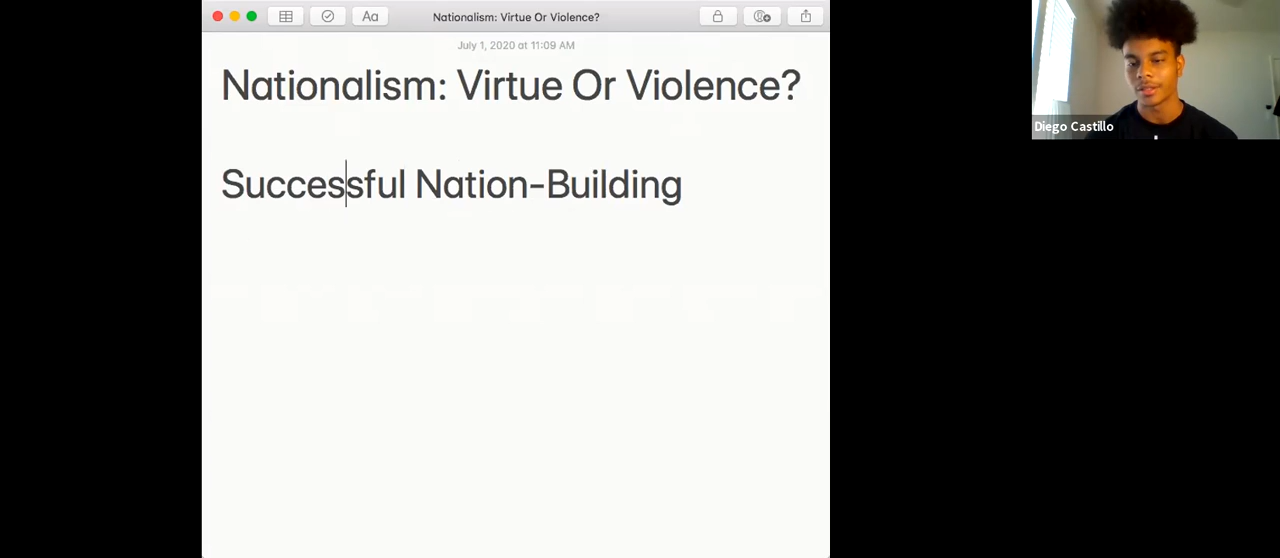 Aa
Nationalism: Virtue Or Violence?
July 1, 2020 at 11:09 AM
Nationalism: Virtue Or Violence?
Successful Nation-Building
Diego Castillo